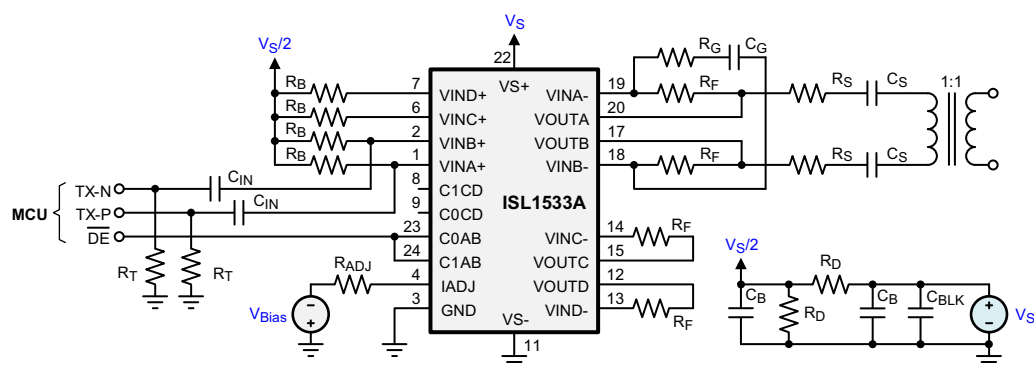 VS
VS/2
22
RG
CG
VS+
RB
7
VIND+
VINA-
19
RF
RS
CS
1:1
RB
6
VINC+
VOUTA
20
RB
2
VINB+
VOUTB
17
RB
1
VINA+
VINB-
18
RF
RS
CS
TX-N
CIN
8
C1CD
ISL1533A
MCU
TX-P
CIN
9
C0CD
DE
23
C0AB
VINC-
14
RF
24
C1AB
VOUTC
15
RT
RT
RADJ
4
IADJ
VOUTD
12
VS/2
RD
VBias
3
GND
VIND-
13
RF
CB
RD
CB
CBLK
VS
VS-
11